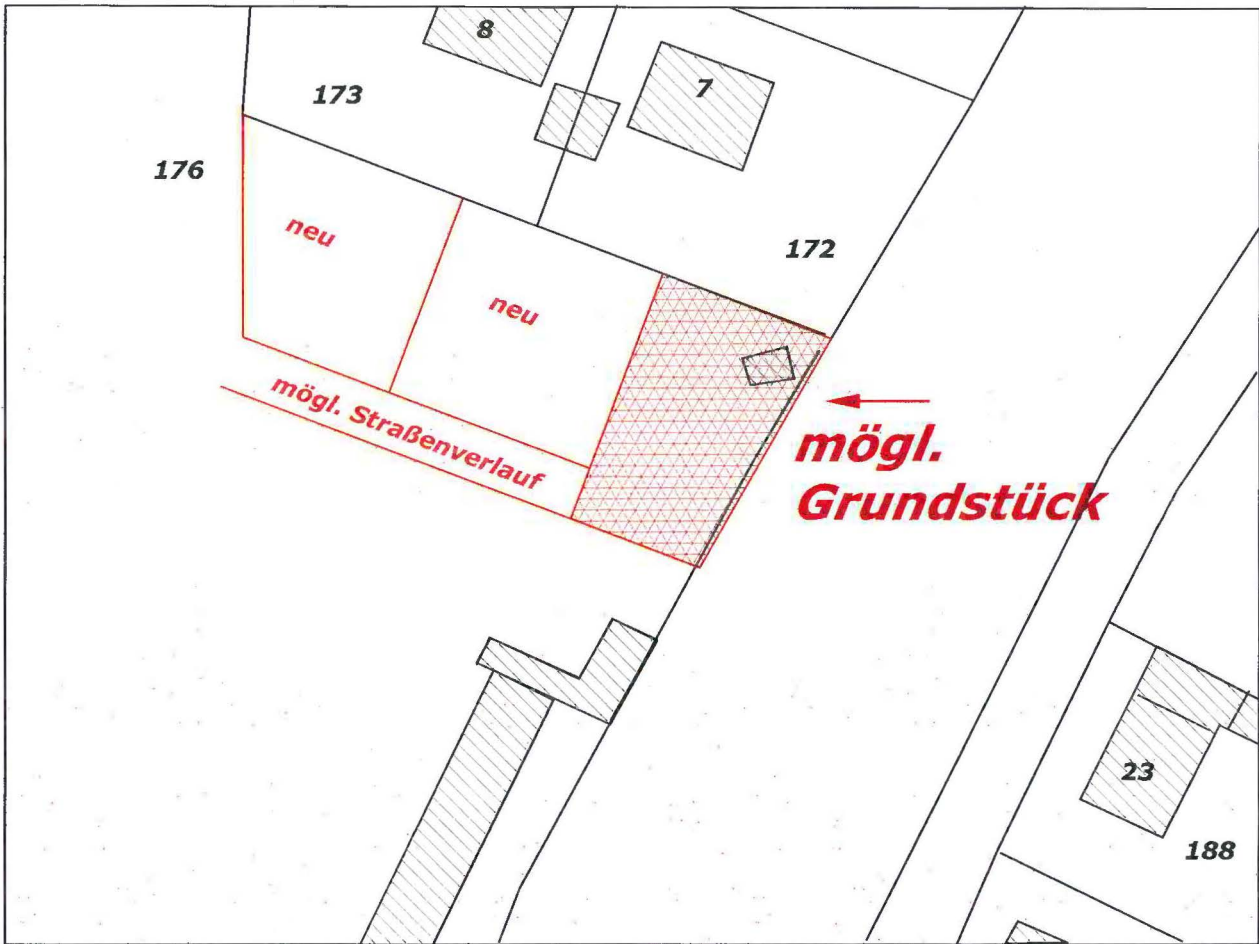 8
7
173
176
172
neu
neu
mögl. Straßenverlauf
mögl.
Grundstück
23
188